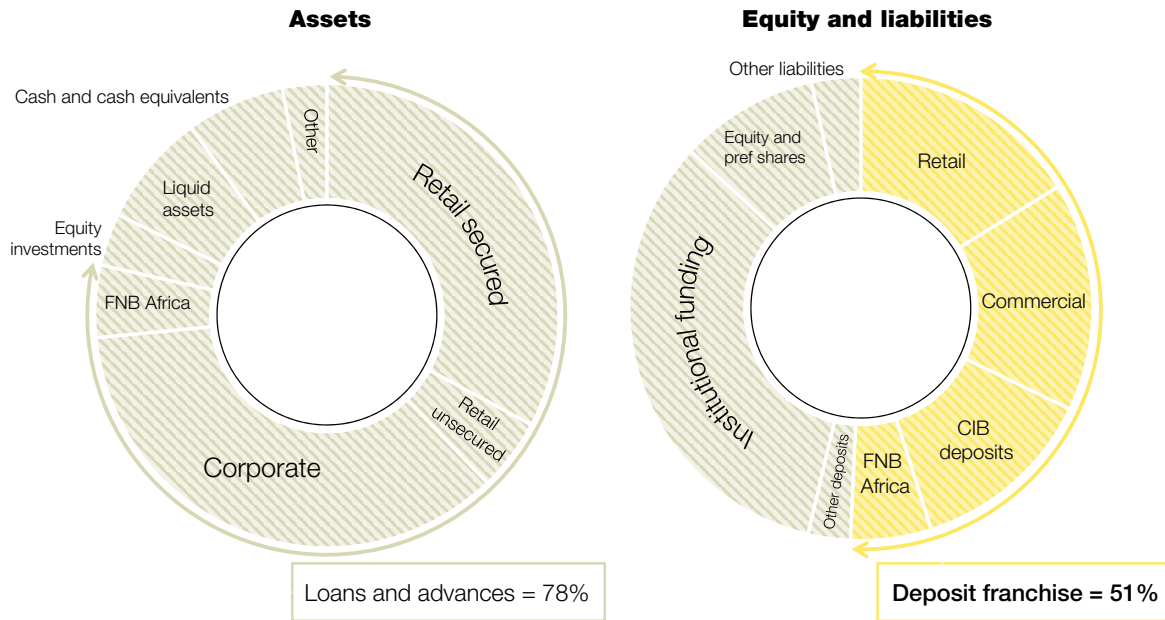 Assets
Cash and cash equivalents
Other
Liquid
assets
Equity
investments
FNB Africa
Retail secured
Retail
unsecured
Corporate
Loans and advances = 78%
Equity and liabilities
Other liabilities
Equity and
pref shares
Retail
Commercial
CIB
deposits
FNB
Africa
Other deposits
Institutional funding
Deposit franchise = 51%